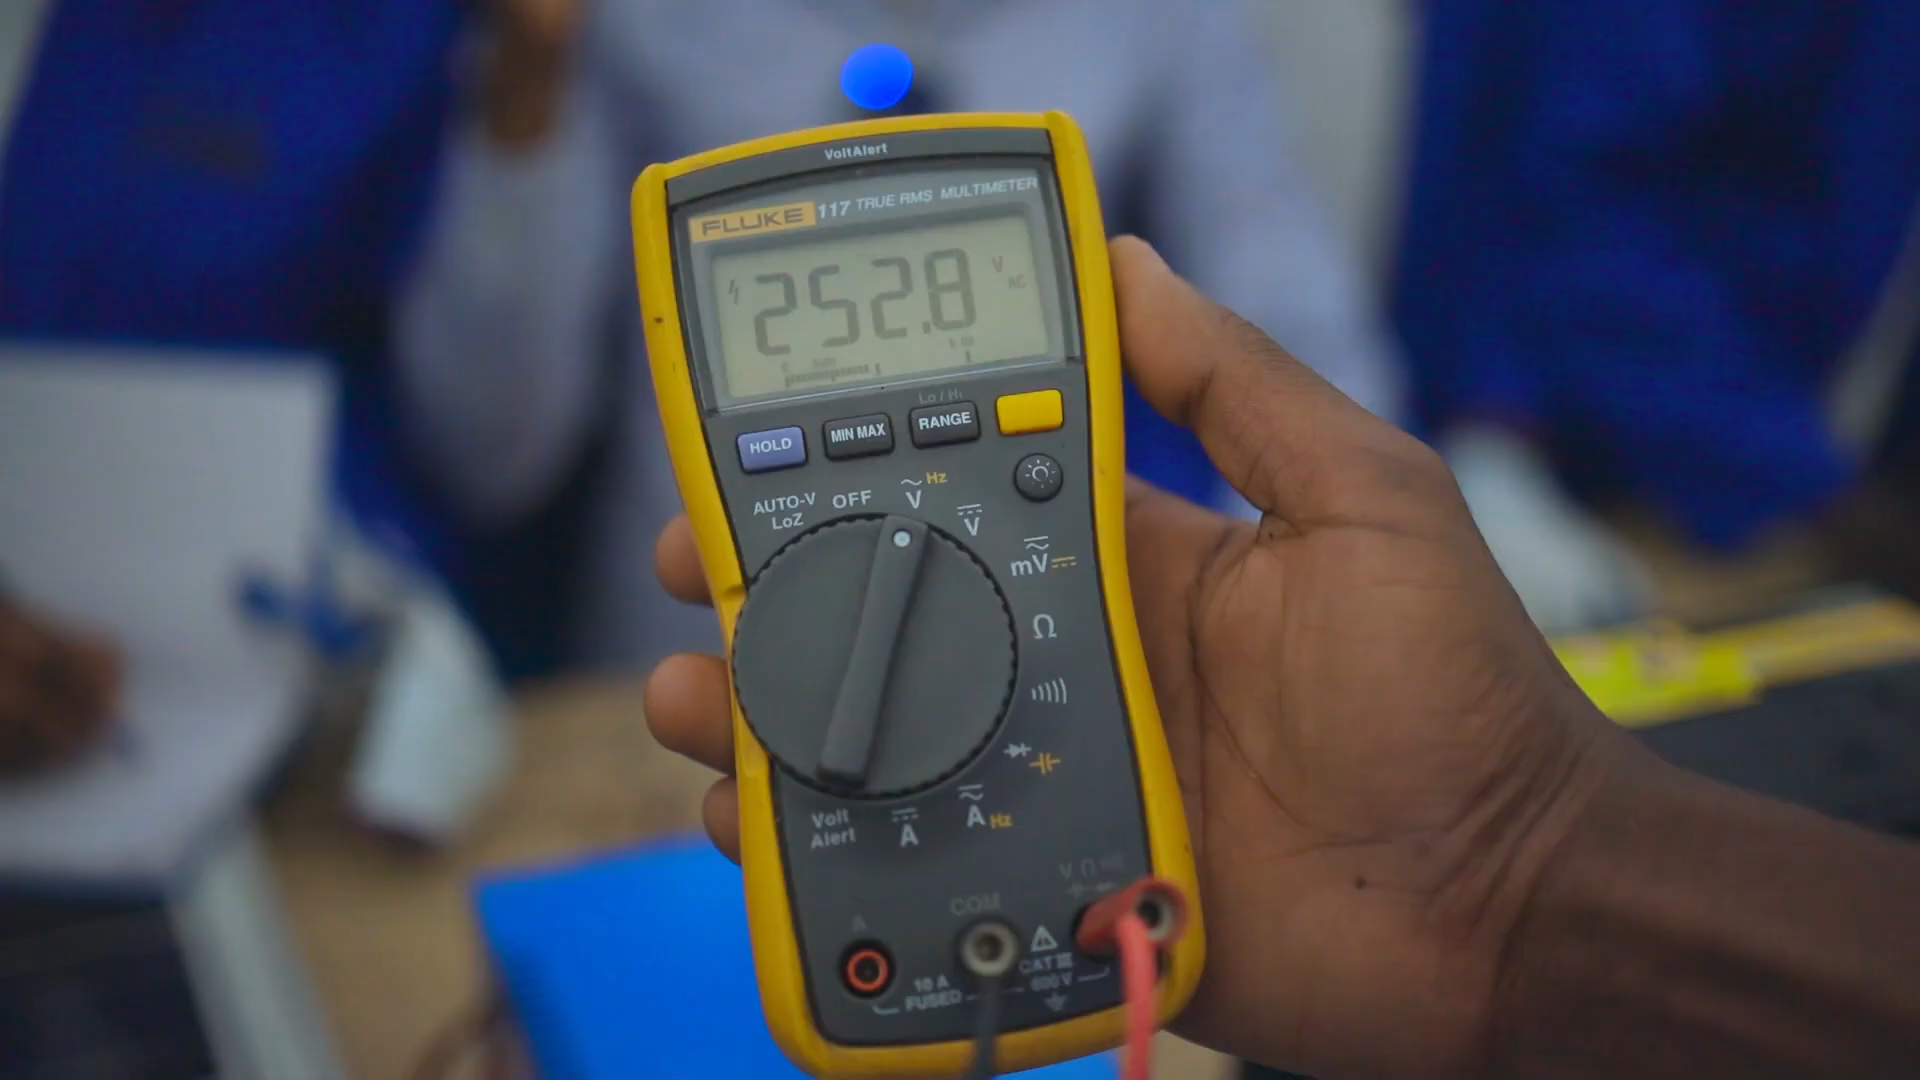 VoltAlert
FLUKE 117 TRUE RMS MULTIMETER
252.8 V
AC
Lo / Hi
HOLD MIN MAX RANGE
AUTO-V
LoZ
OFF
Hz
V
V
mV
Ω
Volt
Alert
A
A Hz
A
COM
V Ω
10 A
FUSED
CAT III
600 V